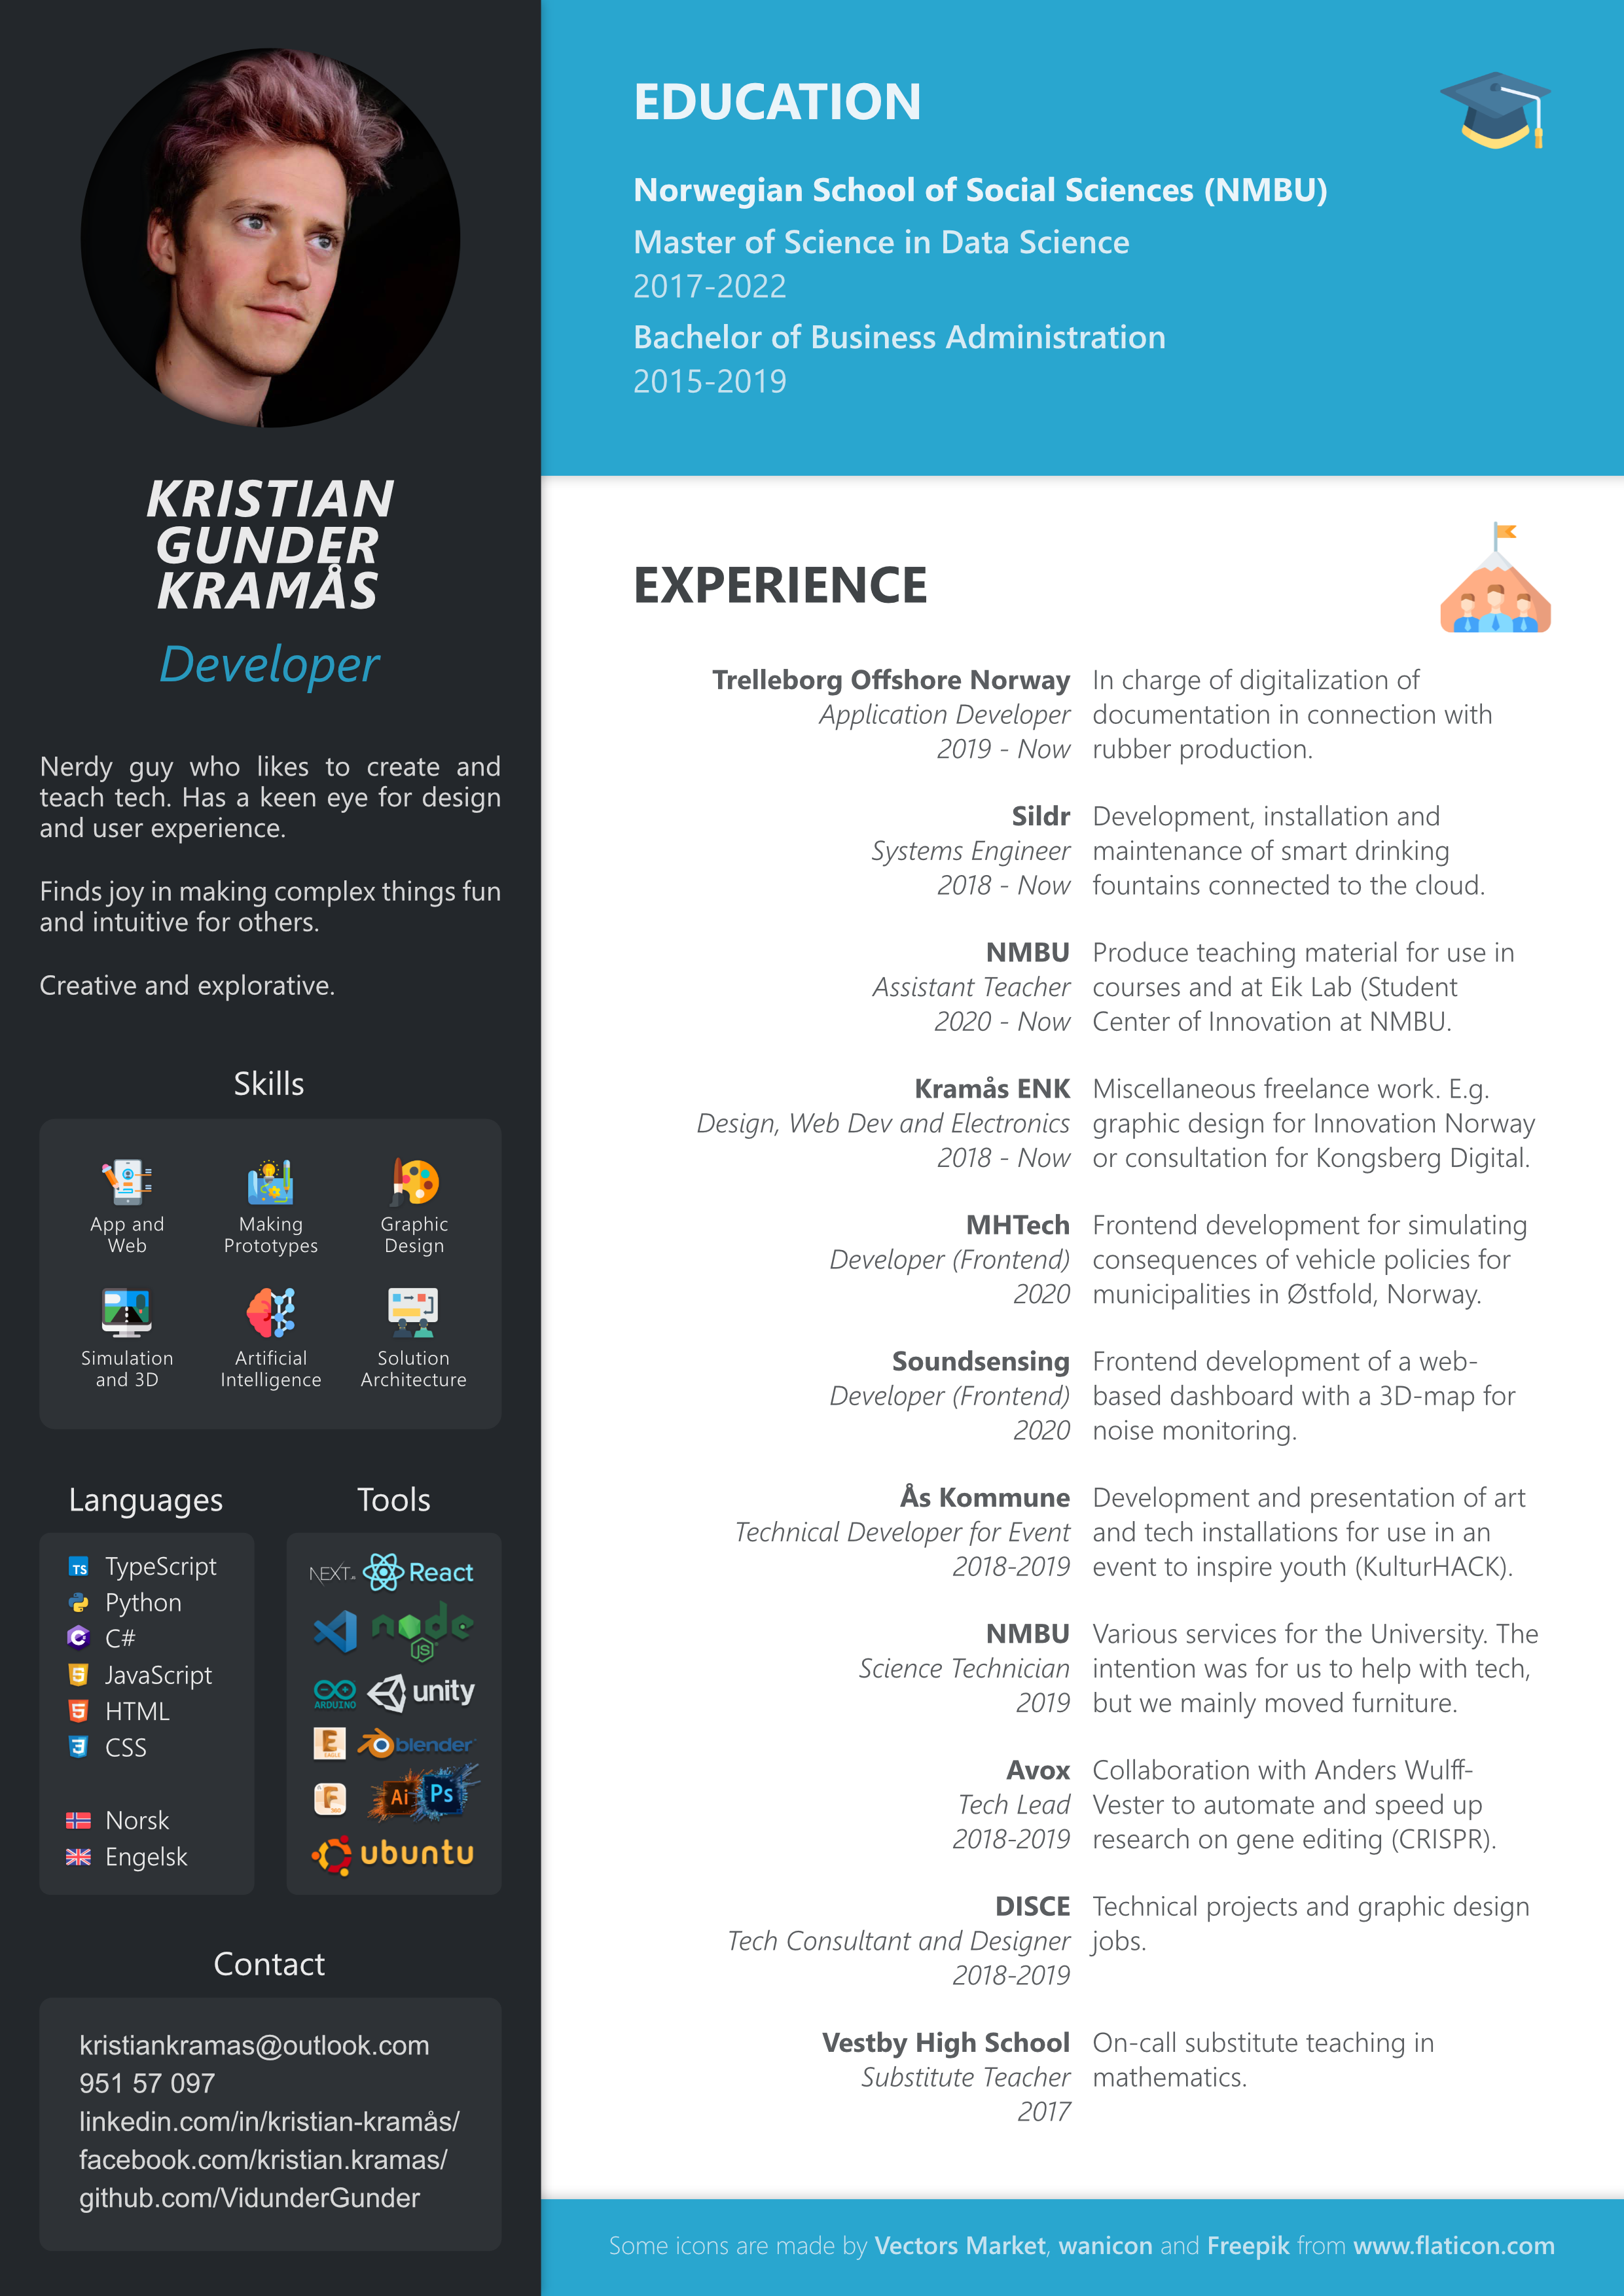 KRISTIAN
GUNDER
KRAMÅS
Developer
Nerdy guy who likes to create and
teach tech. Has a keen eye for design
and user experience.
Finds joy in making complex things fun
and intuitive for others.
Creative and explorative.
Skills
App and
Web
Making
Prototypes
Graphic
Design
Simulation
and 3D
Artificial
Intelligence
Solution
Architecture
Languages
TS TypeScript
Python
C C#
JavaScript
5 HTML
3 CSS
Norsk
Engelsk
Tools
NEXT.JS React
node
JS
ARDUINO unity
E EAGLE blender
F 360 Ai Ps
ubuntu
Contact
kristiankramas@outlook.com
951 57 097
linkedin.com/in/kristian-kramås/
facebook.com/kristian.kramas/
github.com/VidunderGunder
EDUCATION
Norwegian School of Social Sciences (NMBU)
Master of Science in Data Science
2017-2022
Bachelor of Business Administration
2015-2019
EXPERIENCE
Trelleborg Offshore Norway
Application Developer
2019 - Now
In charge of digitalization of
documentation in connection with
rubber production.
Sildr
Systems Engineer
2018 - Now
Development, installation and
maintenance of smart drinking
fountains connected to the cloud.
NMBU
Assistant Teacher
2020 - Now
Produce teaching material for use in
courses and at Eik Lab (Student
Center of Innovation at NMBU.
Kramås ENK
Design, Web Dev and Electronics
2018 - Now
Miscellaneous freelance work. E.g.
graphic design for Innovation Norway
or consultation for Kongsberg Digital.
MHTech
Developer (Frontend)
2020
Frontend development for simulating
consequences of vehicle policies for
municipalities in Østfold, Norway.
Soundsensing
Developer (Frontend)
2020
Frontend development of a web-
based dashboard with a 3D-map for
noise monitoring.
Ås Kommune
Technical Developer for Event
2018-2019
Development and presentation of art
and tech installations for use in an
event to inspire youth (KulturHACK).
NMBU
Science Technician
2019
Various services for the University. The
intention was for us to help with tech,
but we mainly moved furniture.
Avox
Tech Lead
2018-2019
Collaboration with Anders Wulff-
Vester to automate and speed up
research on gene editing (CRISPR).
DISCE
Tech Consultant and Designer
2018-2019
Technical projects and graphic design
jobs.
Vestby High School
Substitute Teacher
2017
On-call substitute teaching in
mathematics.
Some icons are made by Vectors Market, wanicon and Freepik from www.flaticon.com